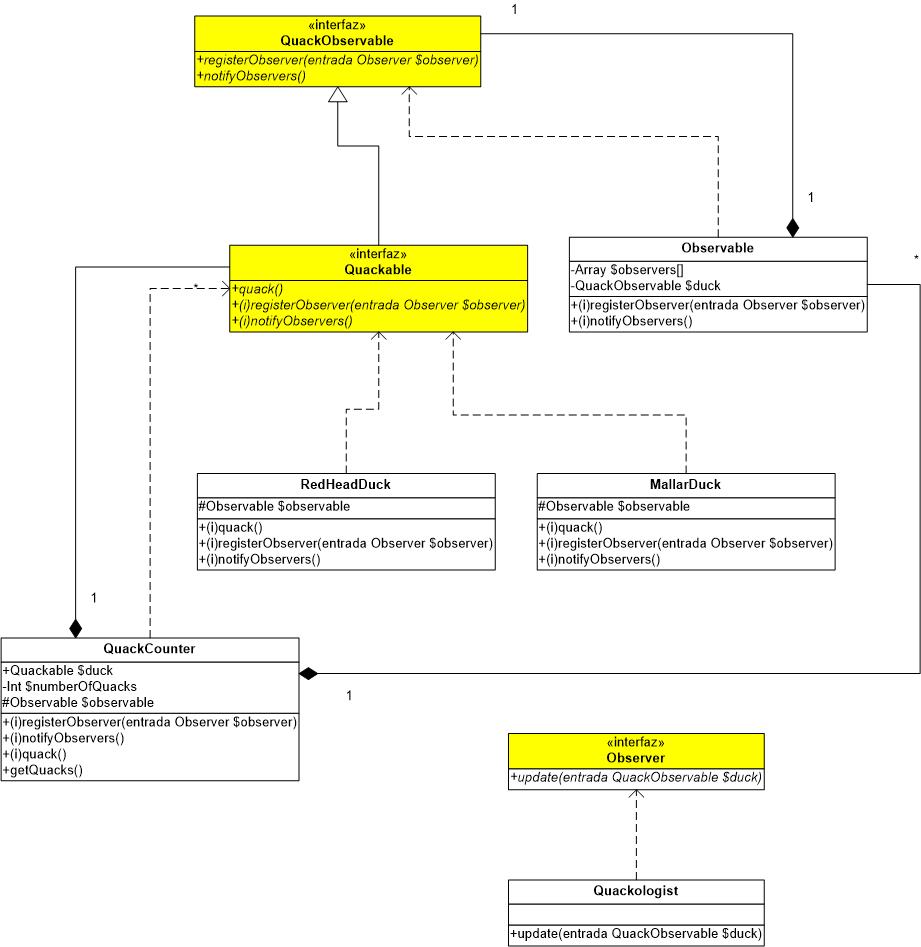 1
«interfaz»
QuackObservable
+registerObserver(entrada Observer $observer)
+notifyObservers()
1
*
«interfaz»
Quackable
*
+quack()
+(i)registerObserver(entrada Observer $observer)
+(i)notifyObservers()
Observable
-Array $observers[]
-QuackObservable $duck
+(i)registerObserver(entrada Observer $observer)
+(i)notifyObservers()
RedHeadDuck
#Observable $observable
+(i)quack()
+(i)registerObserver(entrada Observer $observer)
+(i)notifyObservers()
MallarDuck
#Observable $observable
+(i)quack()
+(i)registerObserver(entrada Observer $observer)
+(i)notifyObservers()
1
QuackCounter
+Quackable $duck
-Int $numberOfQuacks
#Observable $observable
+(i)registerObserver(entrada Observer $observer)
+(i)notifyObservers()
+(i)quack()
+getQuacks()
1
«interfaz»
Observer
+update(entrada QuackObservable $duck)
Quackologist
+update(entrada QuackObservable $duck)